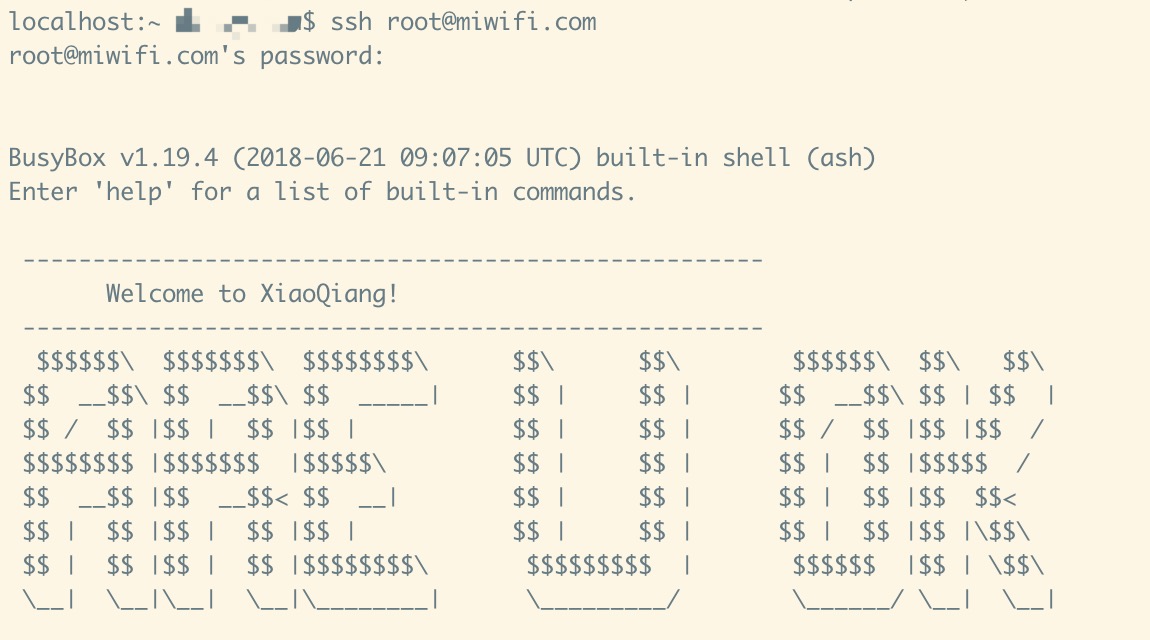 localhost:~ $ ssh root@miwifi.com
root@miwifi.com's password:
BusyBox v1.19.4 (2018-06-21 09:07:05 UTC) built-in shell (ash)
Enter 'help' for a list of built-in commands.
 -----------------------------------------------------
       Welcome to XiaoQiang!
 -----------------------------------------------------
  $$$$$$\  $$$$$$$\  $$$$$$$$\      $$\      $$\        $$$$$$\  $$\   $$\
 $$  __$$\ $$  __$$\ $$  _____|     $$ |     $$ |      $$  __$$\ $$ | $$  |
 $$ /  $$ |$$ |  $$ |$$ |           $$ |     $$ |      $$ /  $$ |$$ |$$  /
 $$$$$$$$ |$$$$$$$  |$$$$$\         $$ |     $$ |      $$ |  $$ |$$$$$  /
 $$  __$$ |$$  __$$< $$  __|        $$ |     $$ |      $$ |  $$ |$$  $$<
 $$ |  $$ |$$ |  $$ |$$ |           $$ |     $$ |      $$ |  $$ |$$ |\$$\
 $$ |  $$ |$$ |  $$ |$$$$$$$$\       $$$$$$$$$  |       $$$$$$  |$$ | \$$\
 \__|  \__|\__|  \__|\________|      \_________/        \______/ \__|  \__|